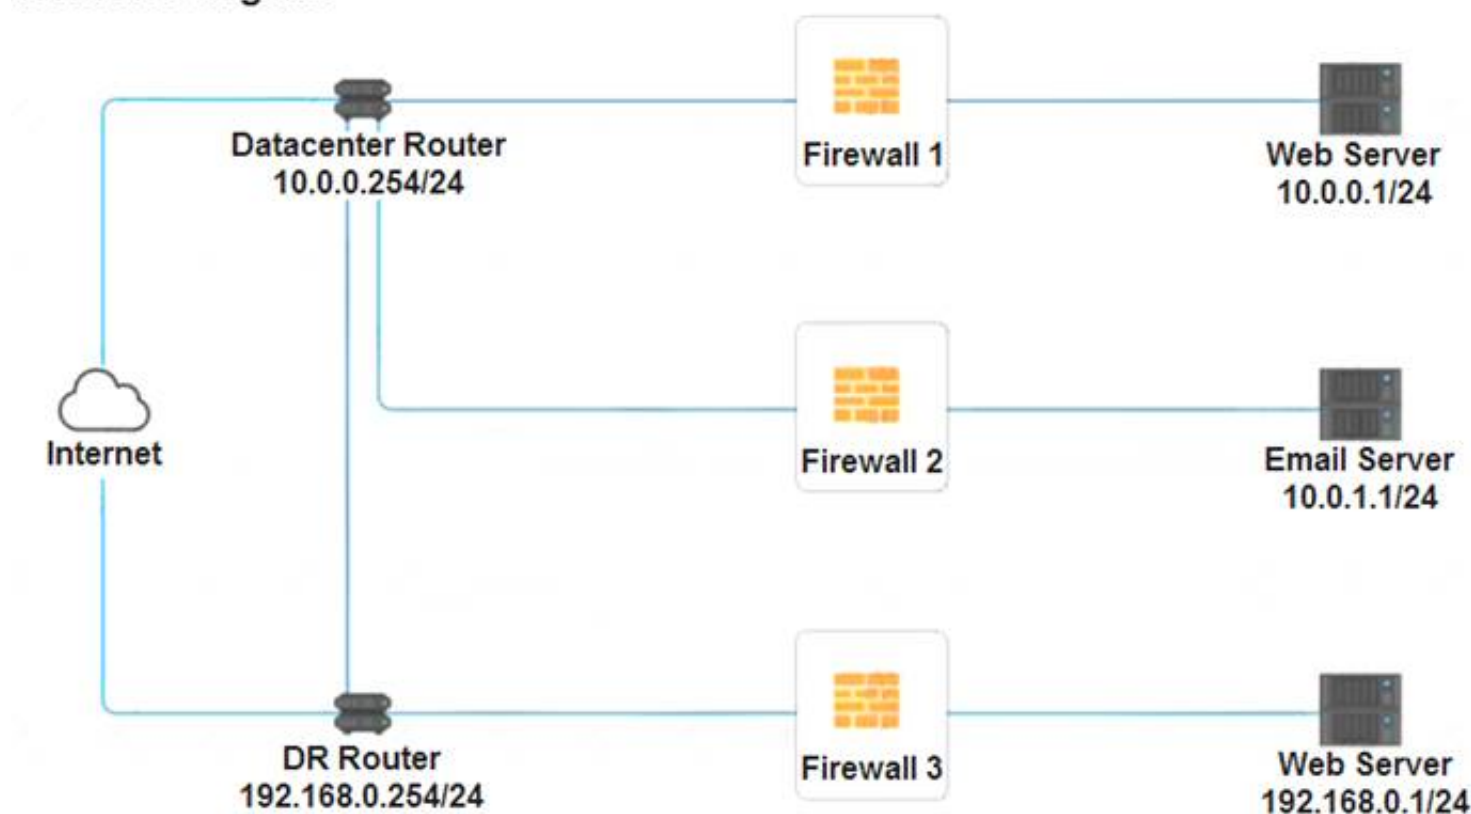 Datacenter Router
10.0.0.254/24
Firewall 1
Web Server
10.0.0.1/24
Internet
Firewall 2
Email Server
10.0.1.1/24
DR Router
192.168.0.254/24
Firewall 3
Web Server
192.168.0.1/24